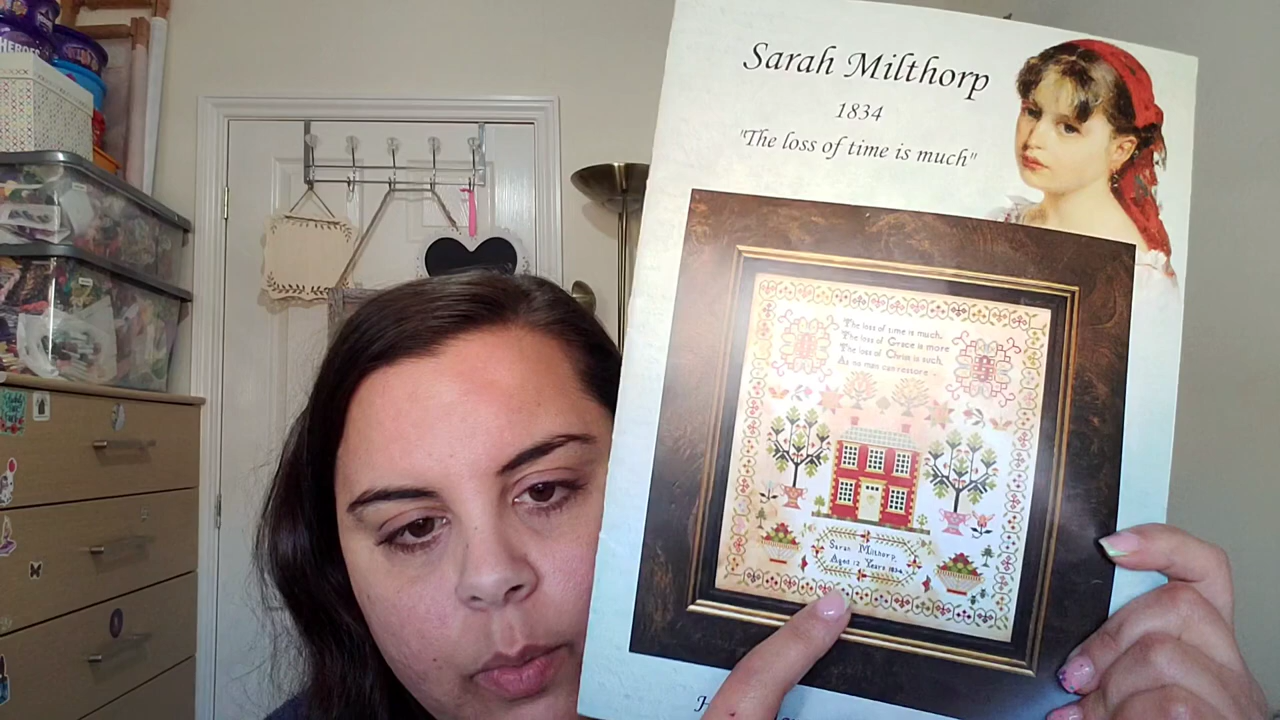 HEROES
Sarah Milthorp
1834
"The loss of time is much"
The loss of time is much,
The loss of Grace is more
The loss of Christ is such,
As no man can restore -
Sarah Milthorp,
Aged 12 Years 1834